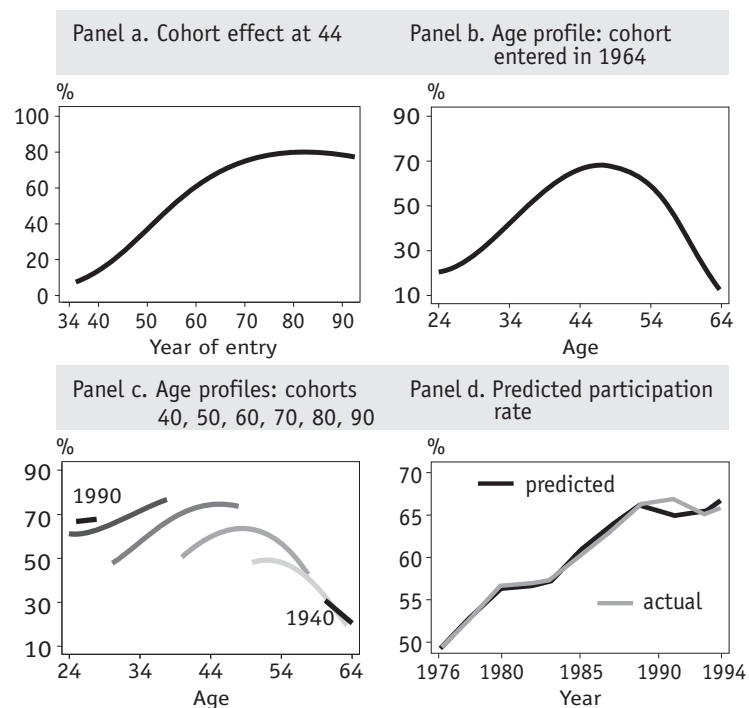 Panel a. Cohort effect at 44
%
100
80
60
40
20
0
34 40 50 60 70 80 90
Year of entry
Panel b. Age profile: cohort
entered in 1964
%
90
70
50
30
10
24 34 44 54 64
Age
Panel c. Age profiles: cohorts
40, 50, 60, 70, 80, 90
%
90
70
50
30
10
1990
1940
24 34 44 54 64
Age
Panel d. Predicted participation
rate
%
70
65
60
55
50
predicted
actual
1976 1980 1985 1990 1994
Year